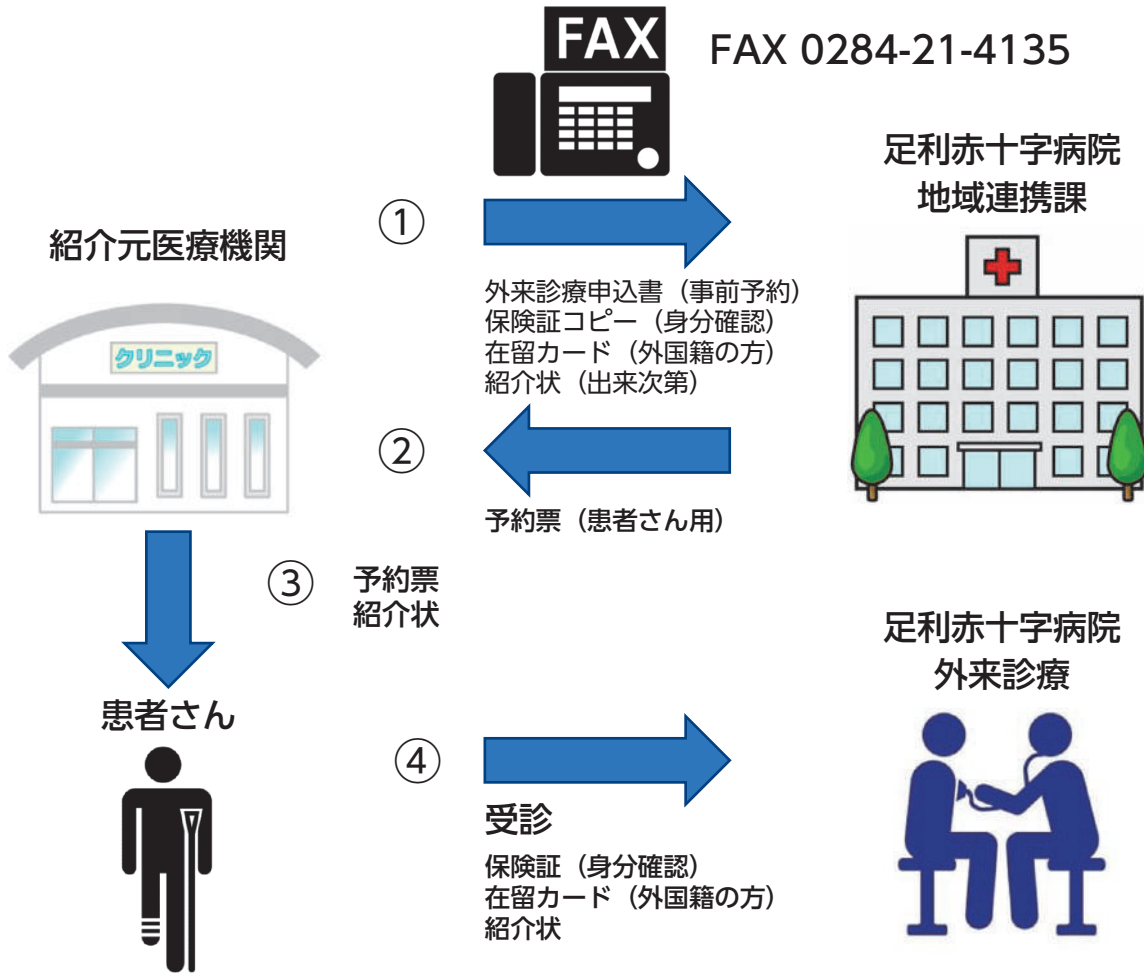 FAX
FAX 0284-21-4135
足利赤十字病院
地域連携課
①
紹介元医療機関
クリニック
外来診療申込書（事前予約）
保険証コピー（身分確認）
在留カード（外国籍の方）
紹介状（出来次第）
②
予約票（患者さん用）
③
予約票
紹介状
足利赤十字病院
外来診療
患者さん
④
受診
保険証（身分確認）
在留カード（外国籍の方）
紹介状